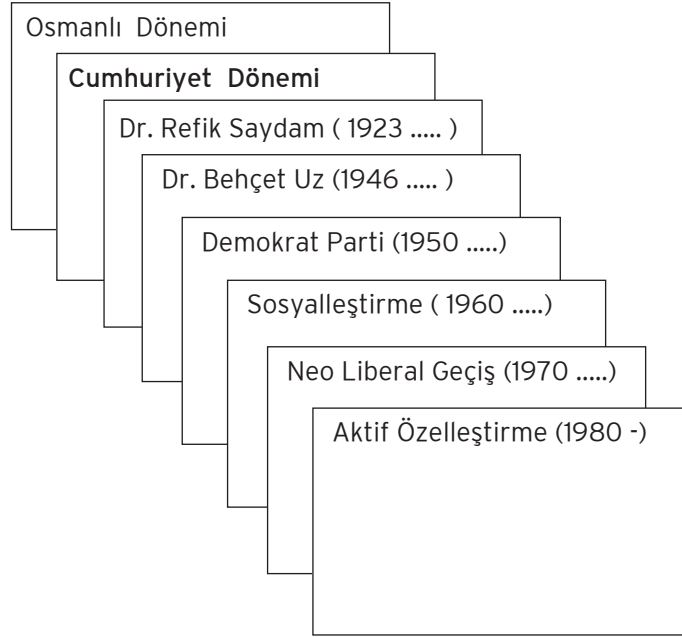 Osmanlı Dönemi
Cumhuriyet Dönemi
Dr. Refik Saydam ( 1923 ..... )
Dr. Behçet Uz (1946 ..... )
Demokrat Parti (1950 .....)
Sosyalleştirme ( 1960 .....)
Neo Liberal Geçiş (1970 .....)
Aktif Özelleştirme (1980 -)